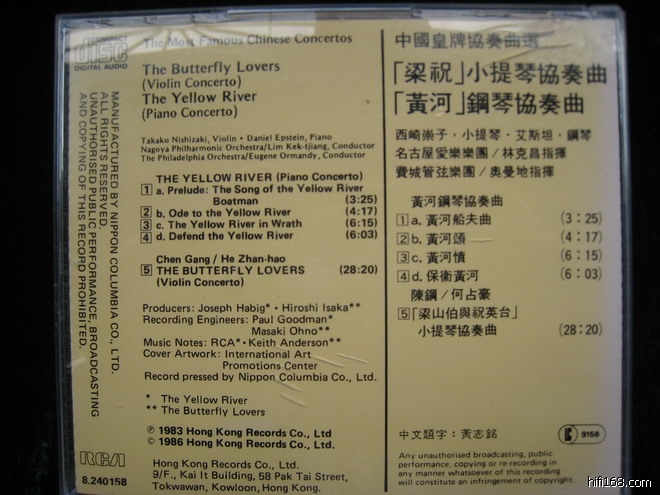 COMPACT
disc
DIGITAL AUDIO
MANUFACTURED BY NIPPON COLUMBIA CO., LTD.
ALL RIGHTS RESERVED.
UNAUTHORISED PUBLIC PERFORMANCE, BROADCASTING
AND COPYING OF THIS RECORD PROHIBITED.
RCA
8.240158
The Most Famous Chinese Concertos
The Butterfly Lovers
(Violin Concerto)
The Yellow River
(Piano Concerto)
Takako Nishizaki, Violin • Daniel Epstein, Piano
Nagoya Philharmonic Orchestra/Lim Kek-tjiang, Conductor
The Philadelphia Orchestra/Eugene Ormandy, Conductor
THE YELLOW RIVER (Piano Concerto)
1 a. Prelude: The Song of the Yellow River
Boatman (3:25)
2 b. Ode to the Yellow River (4:17)
3 c. The Yellow River in Wrath (6:15)
4 d. Defend the Yellow River (6:03)
Chen Gang / He Zhan-hao
5 THE BUTTERFLY LOVERS (28:20)
(Violin Concerto)
Producers: Joseph Habig* • Hiroshi Isaka**
Recording Engineers: Paul Goodman*
Masaki Ohno**
Music Notes: RCA* • Keith Anderson**
Cover Artwork: International Art
Promotions Center
Record pressed by Nippon Columbia Co., Ltd.
* The Yellow River
** The Butterfly Lovers
℗ 1983 Hong Kong Records Co., Ltd
© 1986 Hong Kong Records Co., Ltd.
Hong Kong Records Co., Ltd.
9/F., Kai It Building, 58 Pak Tai Street,
Tokwawan, Kowloon, Hong Kong.
中國皇牌協奏曲選
「梁祝」小提琴協奏曲
「黃河」鋼琴協奏曲
西崎崇子・小提琴・艾斯坦・鋼琴
名古屋愛樂樂團／林克昌指揮
費城管弦樂團／奧曼地指揮
黃河鋼琴協奏曲
1 a. 黃河船夫曲 (3:25)
2 b. 黃河頌 (4:17)
3 c. 黃河憤 (6:15)
4 d. 保衛黃河 (6:03)
陳鋼／何占豪
5 「梁山伯與祝英台」
小提琴協奏曲 (28:20)
中文題字：黃志銘
9158
Any unauthorised broadcasting, public
performance, copying or re-recording in
any manner whatsoever of this recording
will constitute an infringement of copyright.
hifi168.com